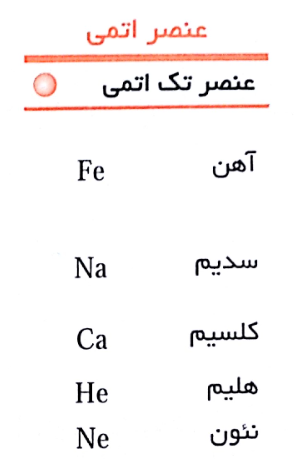 عنصر اتمی
عنصر تک اتمی
آهن Fe
سدیم Na
کلسیم Ca
هلیم He
نئون Ne